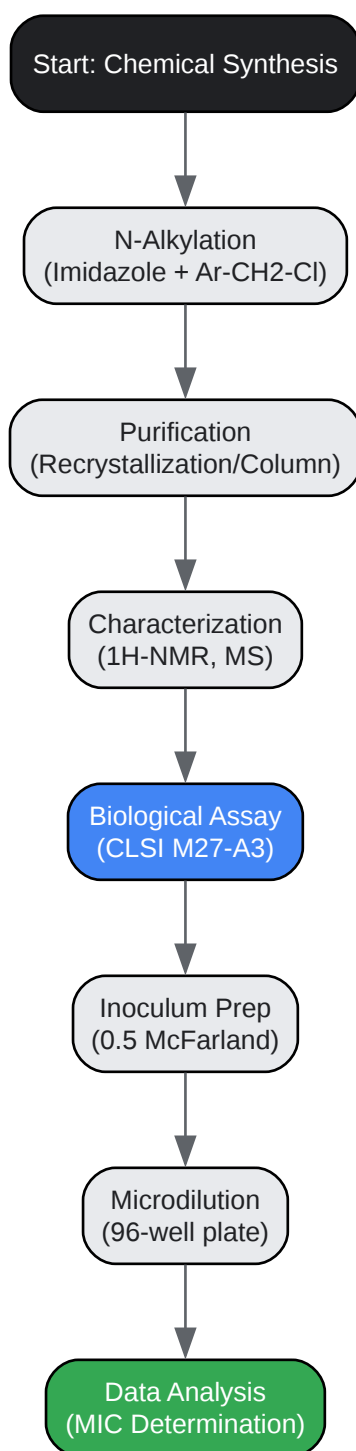 Start: Chemical Synthesis
N-Alkylation
(Imidazole + Ar-CH2-Cl)
Purification
(Recrystallization/Column)
Characterization
(1H-NMR, MS)
Biological Assay
(CLSI M27-A3)
Inoculum Prep
(0.5 McFarland)
Microdilution
(96-well plate)
Data Analysis
(MIC Determination)